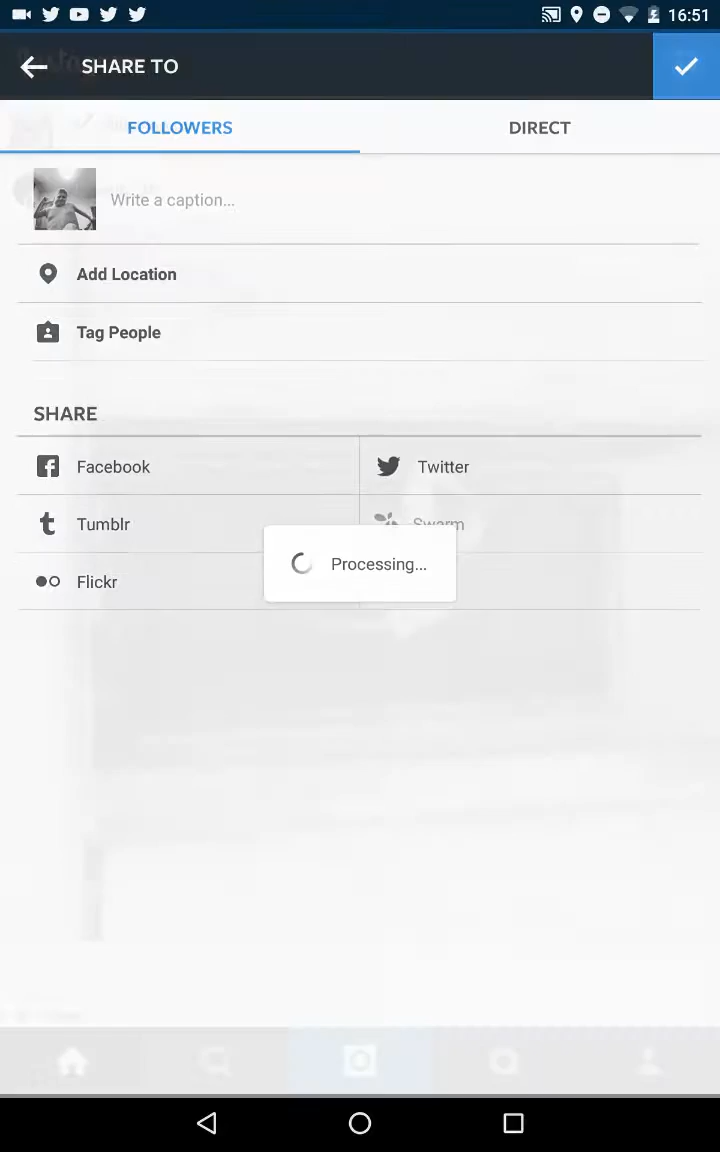 16:51
SHARE TO
FOLLOWERS
DIRECT
Write a caption...
Add Location
Tag People
SHARE
Facebook
Twitter
Tumblr
Swarm
Flickr
Processing...